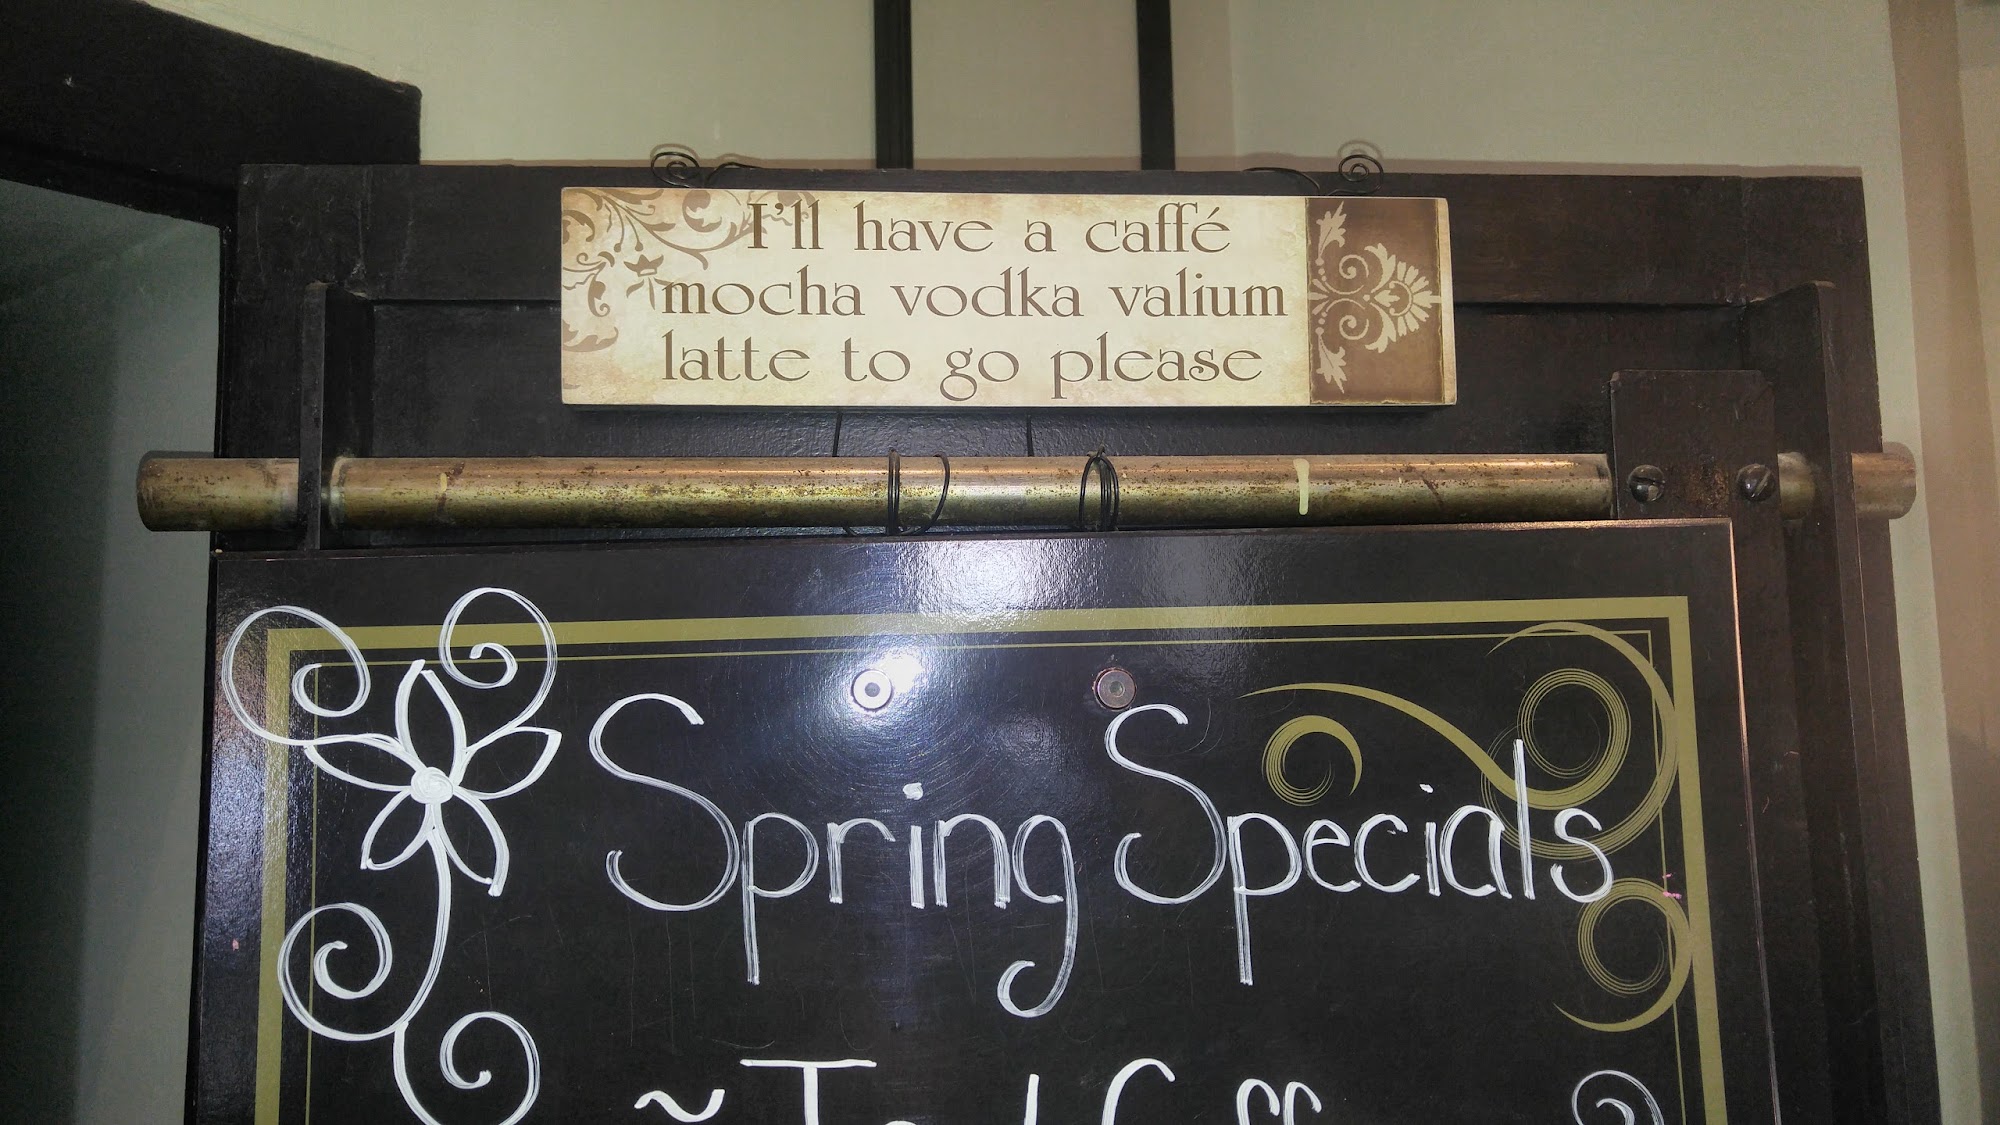 I'll have a caffé
mocha vodka valium
latte to go please
Spring Specials